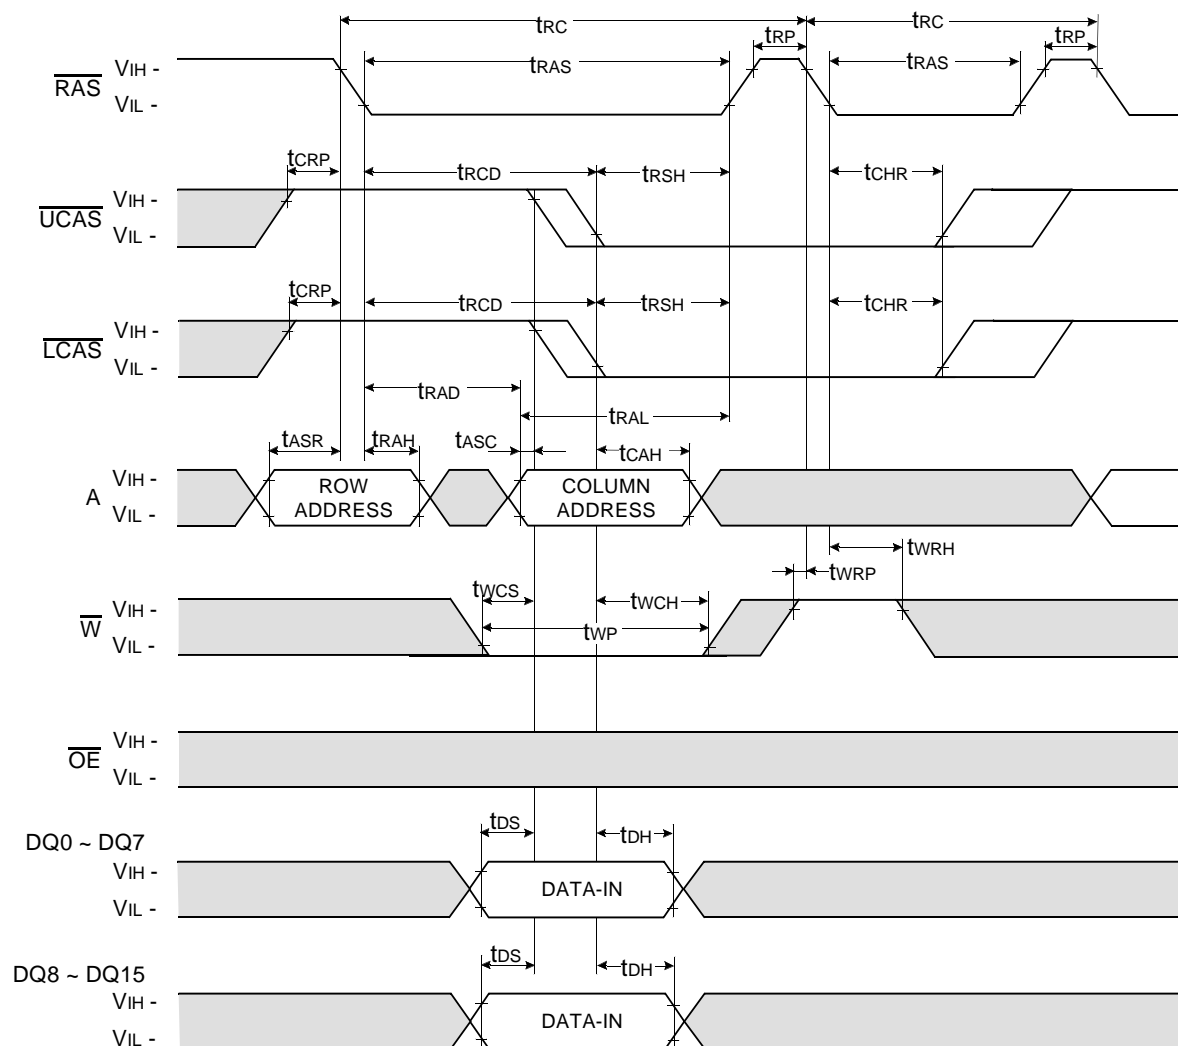 tRC tRC
tRP tRP
RAS VIH - tRAS tRAS
VIL -
tCRP tRCD tRSH tCHR
UCAS VIH -
VIL -
tCRP tRCD tRSH tCHR
LCAS VIH -
VIL -
tRAD
tRAL
tASR tRAH tASC tCAH
A VIH - ROW ADDRESS COLUMN ADDRESS
VIL -
tWRH
tWRP
tWCS tWCH
W VIH -
tWP
VIL -
OE VIH -
VIL -
tDS tDH
DQ0 ~ DQ7
VIH -
DATA-IN
VIL -
tDS tDH
DQ8 ~ DQ15
VIH -
DATA-IN
VIL -